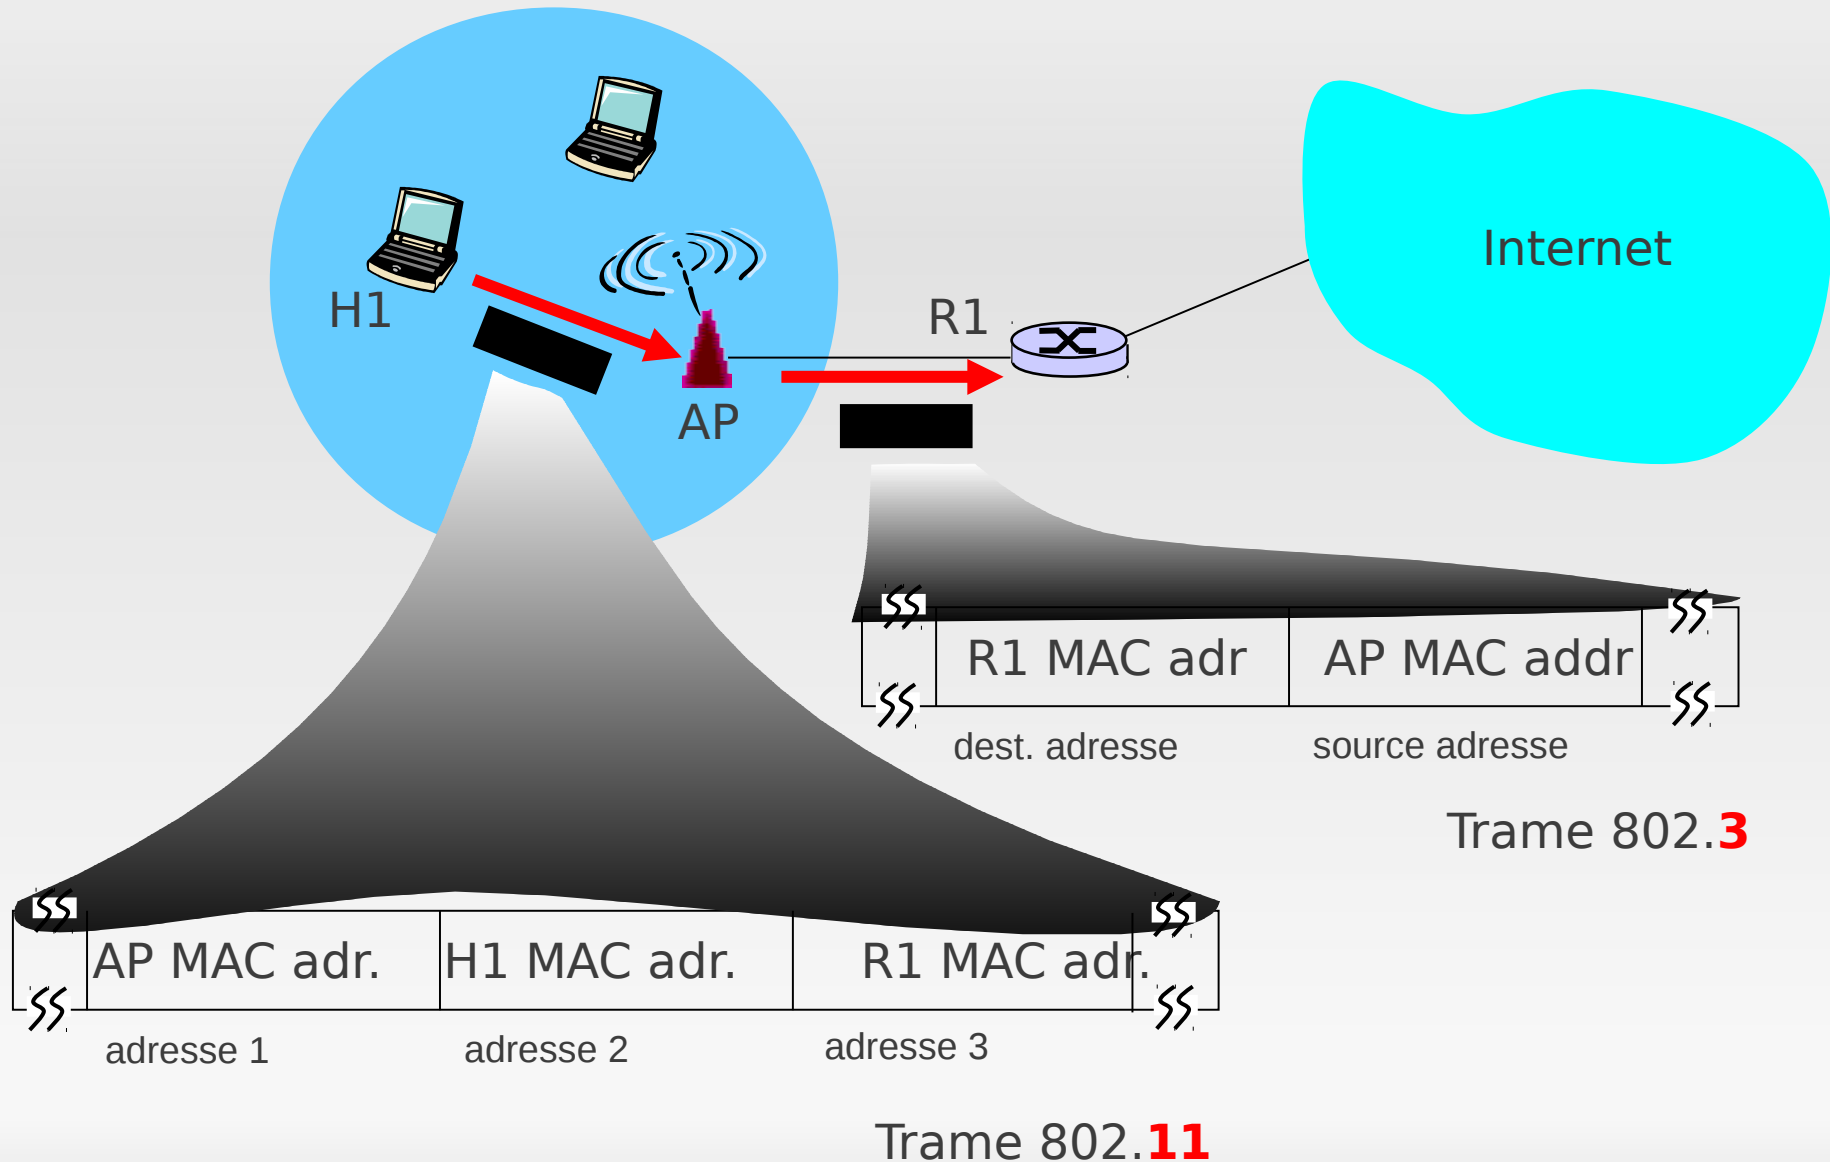 Internet
H1
R1
AP
R1 MAC adr
AP MAC addr
dest. adresse
source adresse
Trame 802.3
AP MAC adr.
H1 MAC adr.
R1 MAC adr.
adresse 1
adresse 2
adresse 3
Trame 802.11